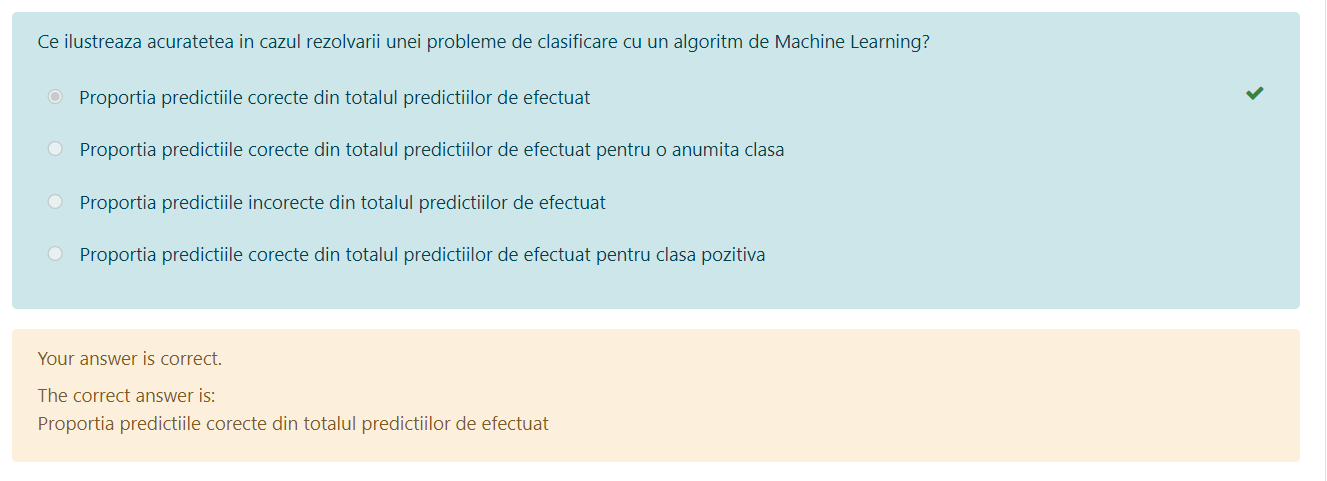 Ce ilustreaza acuratetea in cazul rezolvarii unei probleme de clasificare cu un algoritm de Machine Learning?
Proportia predictiile corecte din totalul predictiilor de efectuat
Proportia predictiile corecte din totalul predictiilor de efectuat pentru o anumita clasa
Proportia predictiile incorecte din totalul predictiilor de efectuat
Proportia predictiile corecte din totalul predictiilor de efectuat pentru clasa pozitiva
Your answer is correct.
The correct answer is:
Proportia predictiile corecte din totalul predictiilor de efectuat